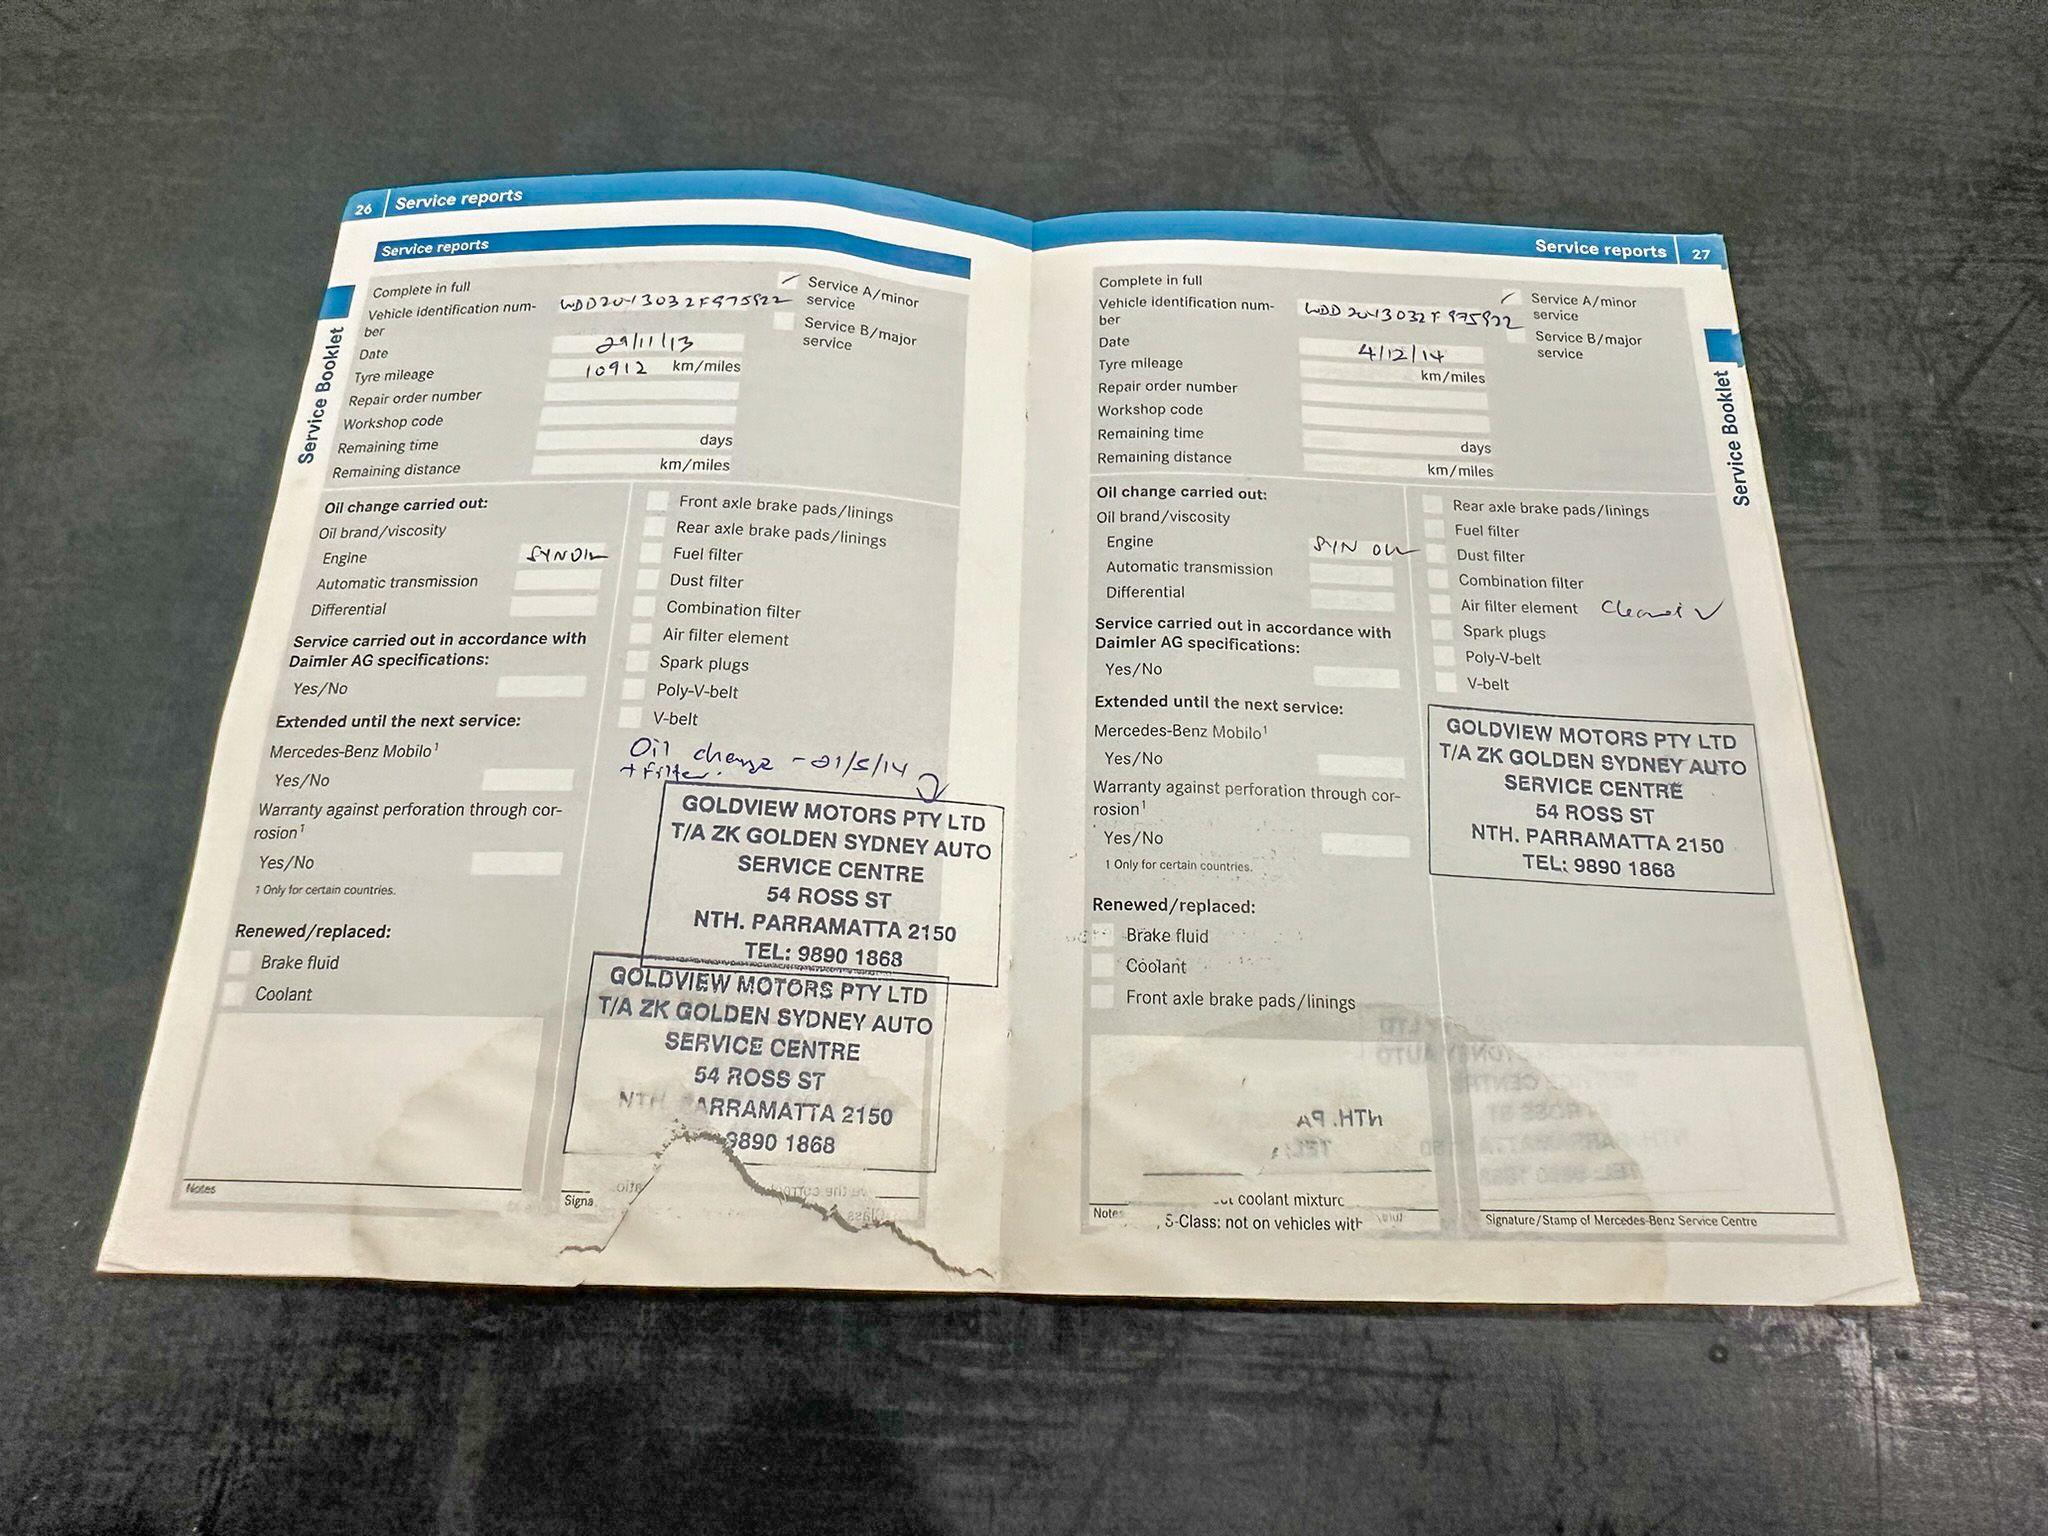 26 Service reports
Service reports
Service Booklet
Complete in full
Vehicle identification num-
ber
WDD2043032F975922
Date 29/11/13
Tyre mileage 10912 km/miles
Repair order number
Workshop code
Remaining time days
Remaining distance km/miles
Service A/minor
service
Service B/major
service
Oil change carried out:
Oil brand/viscosity
Engine SYN OIL
Automatic transmission
Differential
Service carried out in accordance with
Daimler AG specifications:
Yes/No
Extended until the next service:
Mercedes-Benz Mobilo1
Yes/No
Warranty against perforation through cor-
rosion1
Yes/No
1 Only for certain countries.
Renewed/replaced:
Brake fluid
Coolant
Notes
Front axle brake pads/linings
Rear axle brake pads/linings
Fuel filter
Dust filter
Combination filter
Air filter element
Spark plugs
Poly-V-belt
V-belt
Oil change - 21/5/14
+ Filter.
GOLDVIEW MOTORS PTY LTD
T/A ZK GOLDEN SYDNEY AUTO
SERVICE CENTRE
54 ROSS ST
NTH. PARRAMATTA 2150
TEL: 9890 1868
GOLDVIEW MOTORS PTY LTD
T/A ZK GOLDEN SYDNEY AUTO
SERVICE CENTRE
54 ROSS ST
ARRAMATTA 2150
9890 1868
Signa
Service reports 27
Service Booklet
Complete in full
Vehicle identification num-
ber
WDD2043032F975922
Date 4/12/14
Tyre mileage km/miles
Repair order number
Workshop code
Remaining time days
Remaining distance km/miles
Service A/minor
service
Service B/major
service
Oil change carried out:
Oil brand/viscosity
Engine SYN OIL
Automatic transmission
Differential
Service carried out in accordance with
Daimler AG specifications:
Yes/No
Extended until the next service:
Mercedes-Benz Mobilo1
Yes/No
Warranty against perforation through cor-
rosion1
Yes/No
1 Only for certain countries.
Renewed/replaced:
Brake fluid
Coolant
Front axle brake pads/linings
Rear axle brake pads/linings
Fuel filter
Dust filter
Combination filter
Air filter element Cleaned ✓
Spark plugs
Poly-V-belt
V-belt
GOLDVIEW MOTORS PTY LTD
T/A ZK GOLDEN SYDNEY AUTO
SERVICE CENTRE
54 ROSS ST
NTH. PARRAMATTA 2150
TEL: 9890 1868
coolant mixture
Notes
S-Class: not on vehicles with
Signature/Stamp of Mercedes-Benz Service Centre